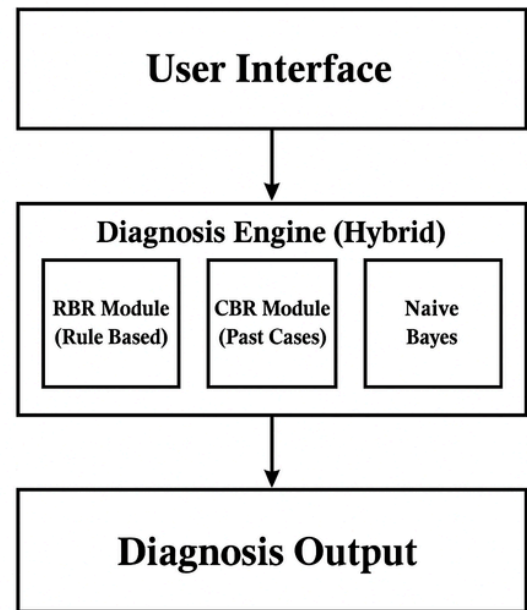 User Interface
Diagnosis Engine (Hybrid)
RBR Module
(Rule Based)
CBR Module
(Past Cases)
Naive
Bayes
Diagnosis Output